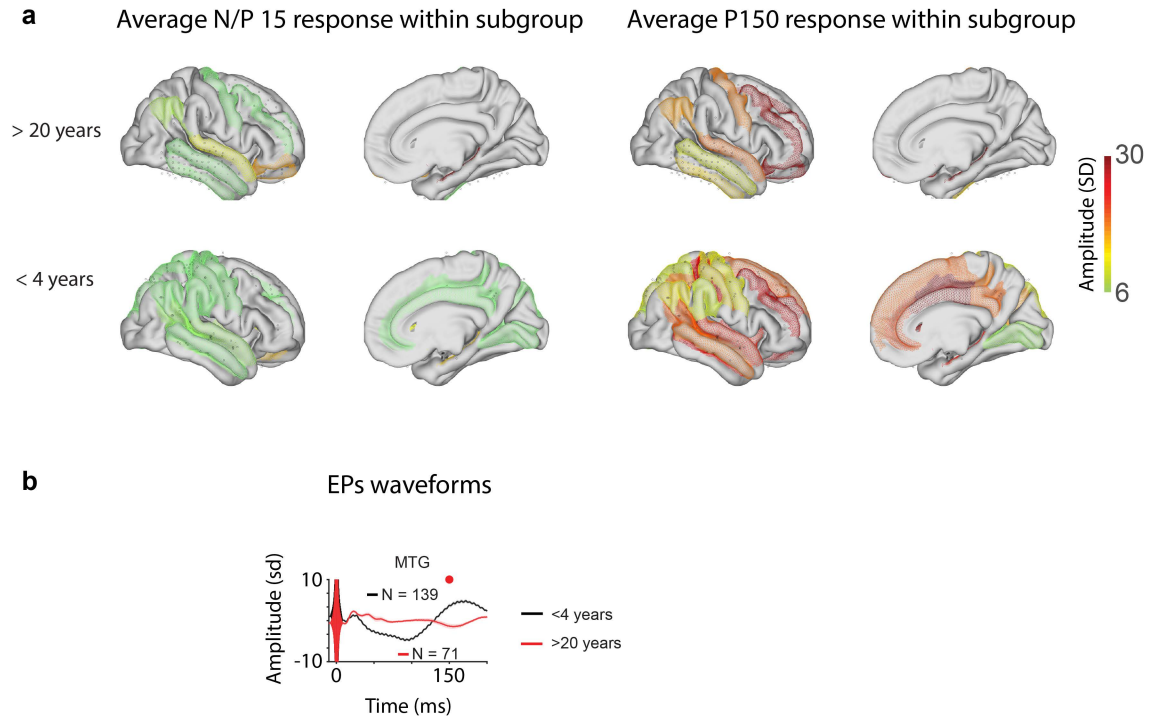 a
Average N/P 15 response within subgroup
Average P150 response within subgroup
> 20 years
< 4 years
Amplitude (SD)
30
6
b
EPs waveforms
MTG
Amplitude (sd)
10
-10
N = 139
N = 71
0
150
Time (ms)
<4 years
>20 years